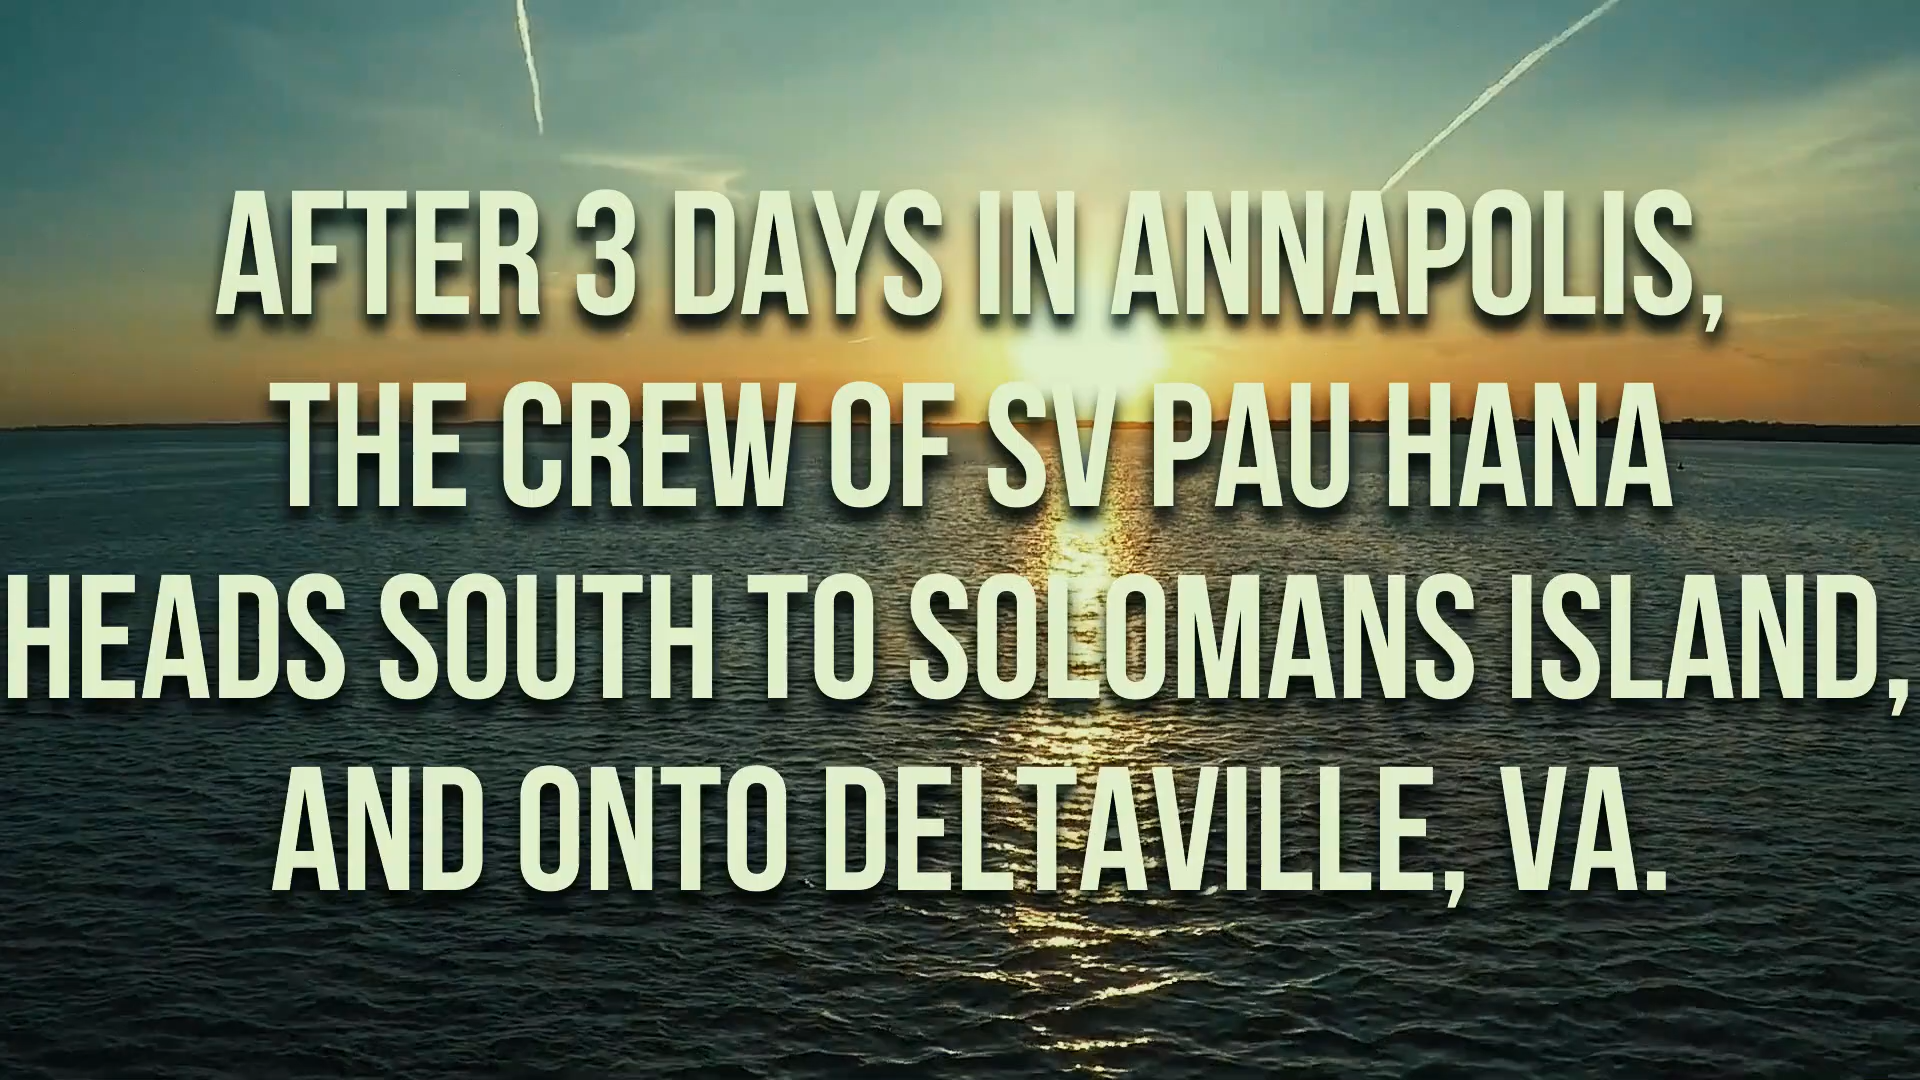 AFTER 3 DAYS IN ANNAPOLIS,
THE CREW OF SV PAU HANA
HEADS SOUTH TO SOLOMANS ISLAND,
AND ONTO DELTAVILLE, VA.